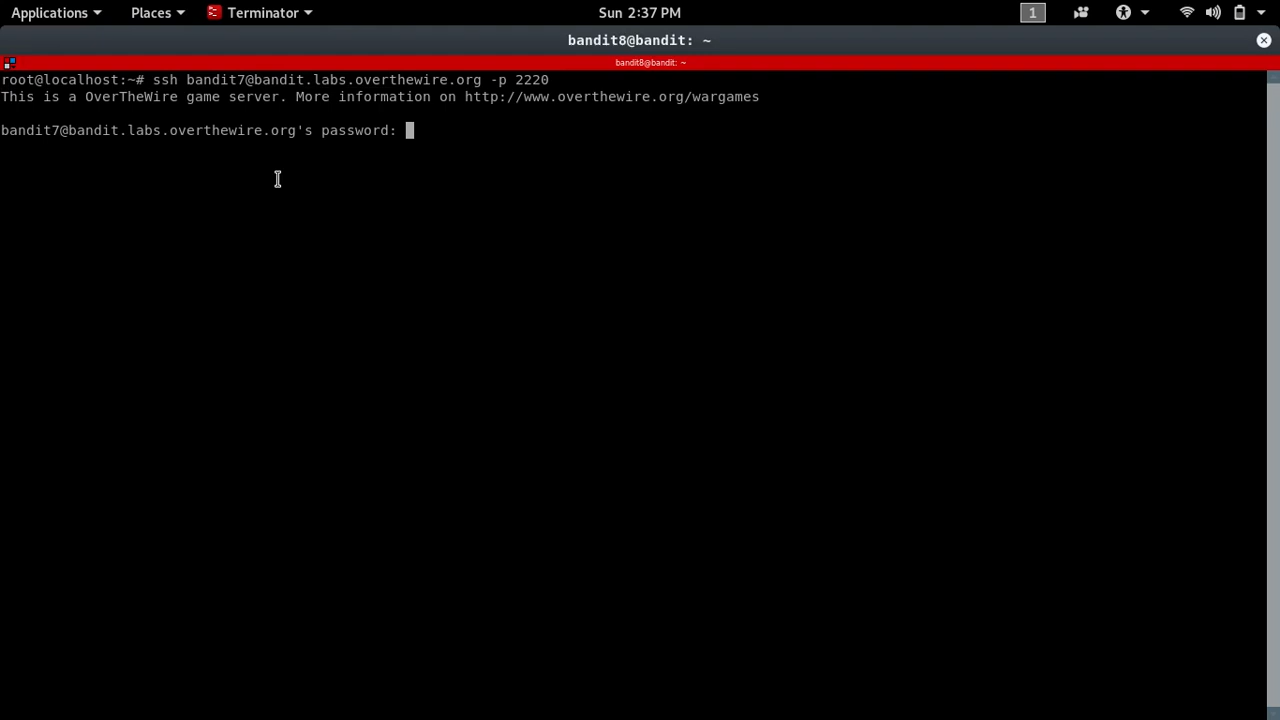 Applications Places Terminator Sun 2:37 PM 1
bandit8@bandit: ~
bandit8@bandit: ~
root@localhost:~# ssh bandit7@bandit.labs.overthewire.org -p 2220
This is a OverTheWire game server. More information on http://www.overthewire.org/wargames
bandit7@bandit.labs.overthewire.org's password: